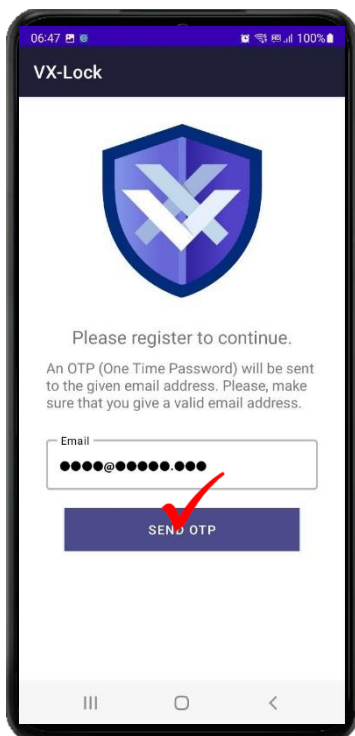 06:47 100%
VX-Lock
Please register to continue.
An OTP (One Time Password) will be sent
to the given email address. Please, make
sure that you give a valid email address.
Email
●●●●@●●●●●.●●●
SEND OTP